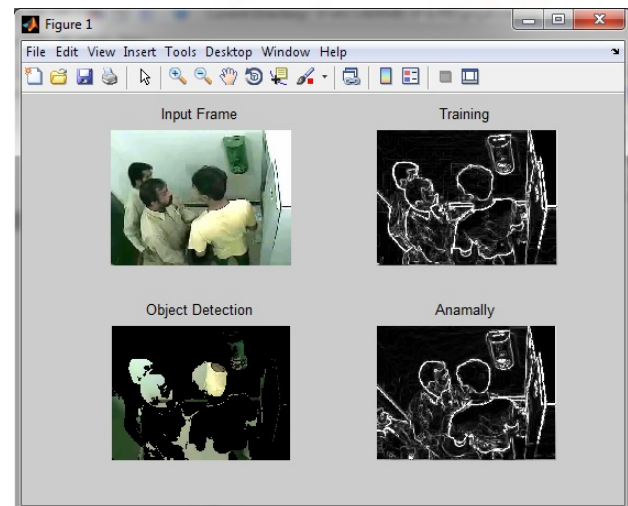 Figure 1
File Edit View Insert Tools Desktop Window Help
Input Frame
Training
Object Detection
Anamally